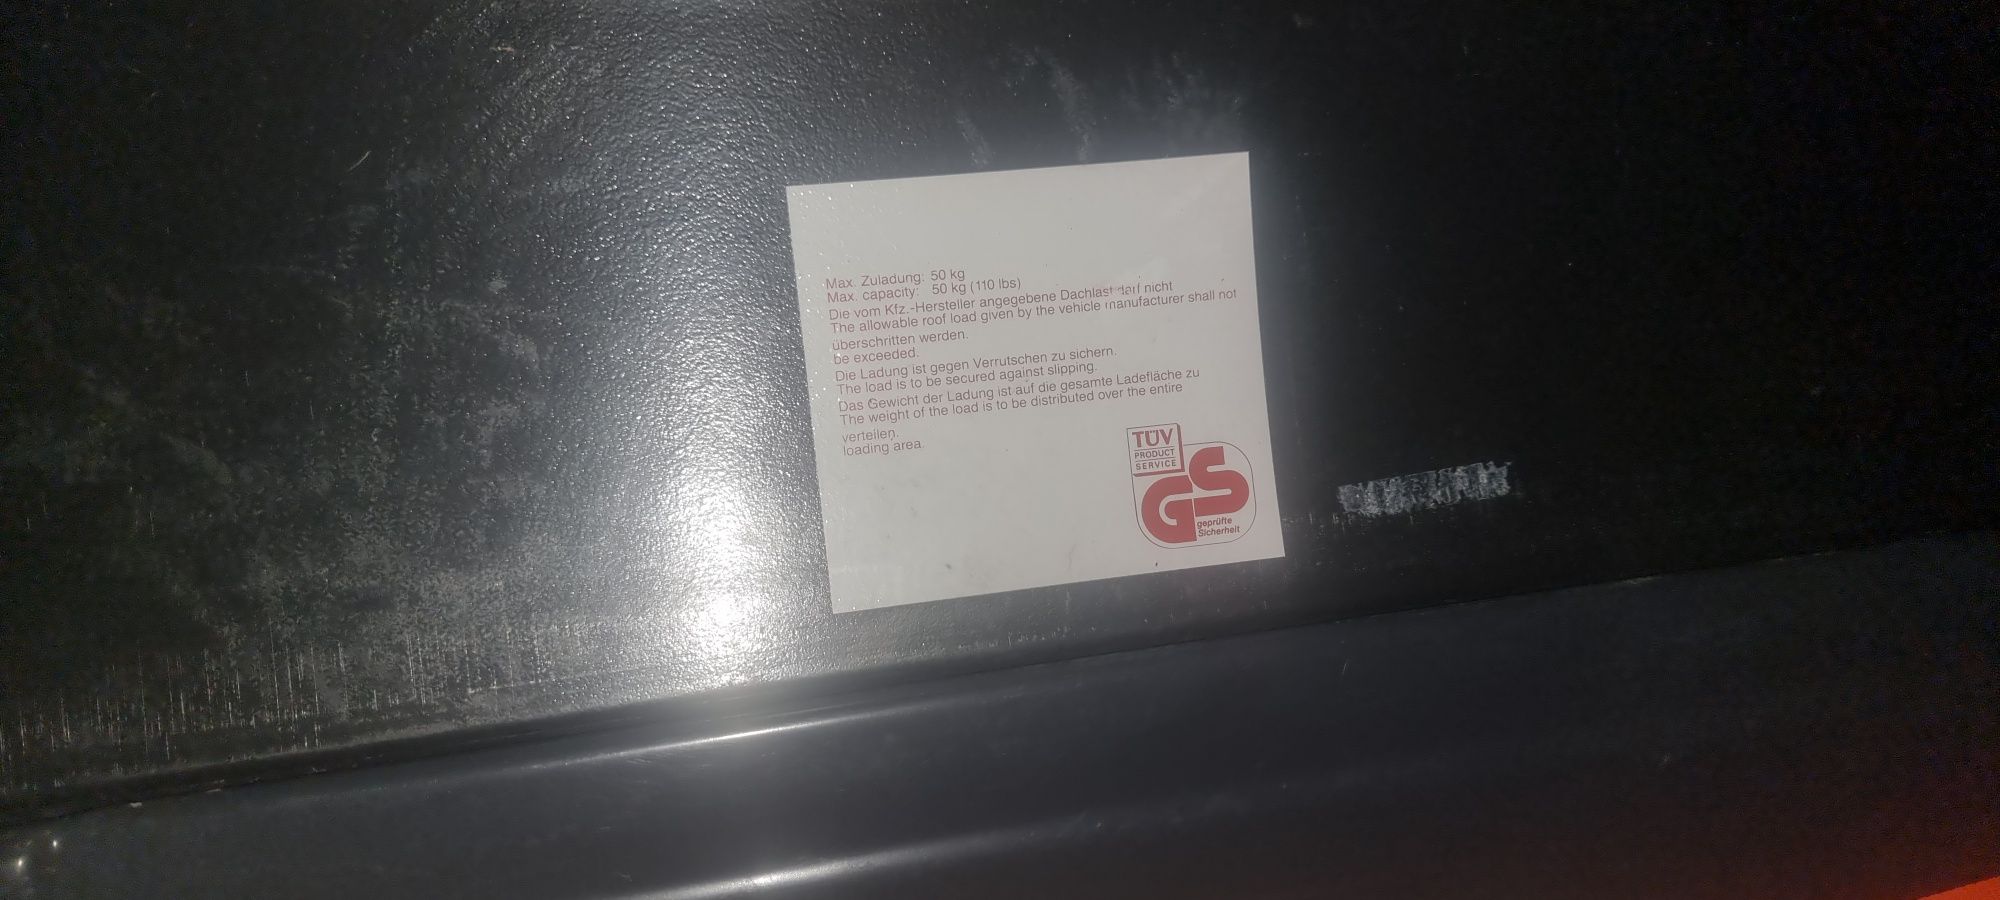 Max. Zuladung: 50 kg
Max. capacity: 50 kg (110 lbs)
Die vom Kfz.-Hersteller angegebene Dachlast darf nicht
The allowable roof load given by the vehicle manufacturer shall not
überschritten werden.
be exceeded.
Die Ladung ist gegen Verrutschen zu sichern.
The load is to be secured against slipping.
Das Gewicht der Ladung ist auf die gesamte Ladefläche zu
The weight of the load is to be distributed over the entire
verteilen.
loading area.
TÜV
PRODUCT
SERVICE
GS
geprüfte
Sicherheit